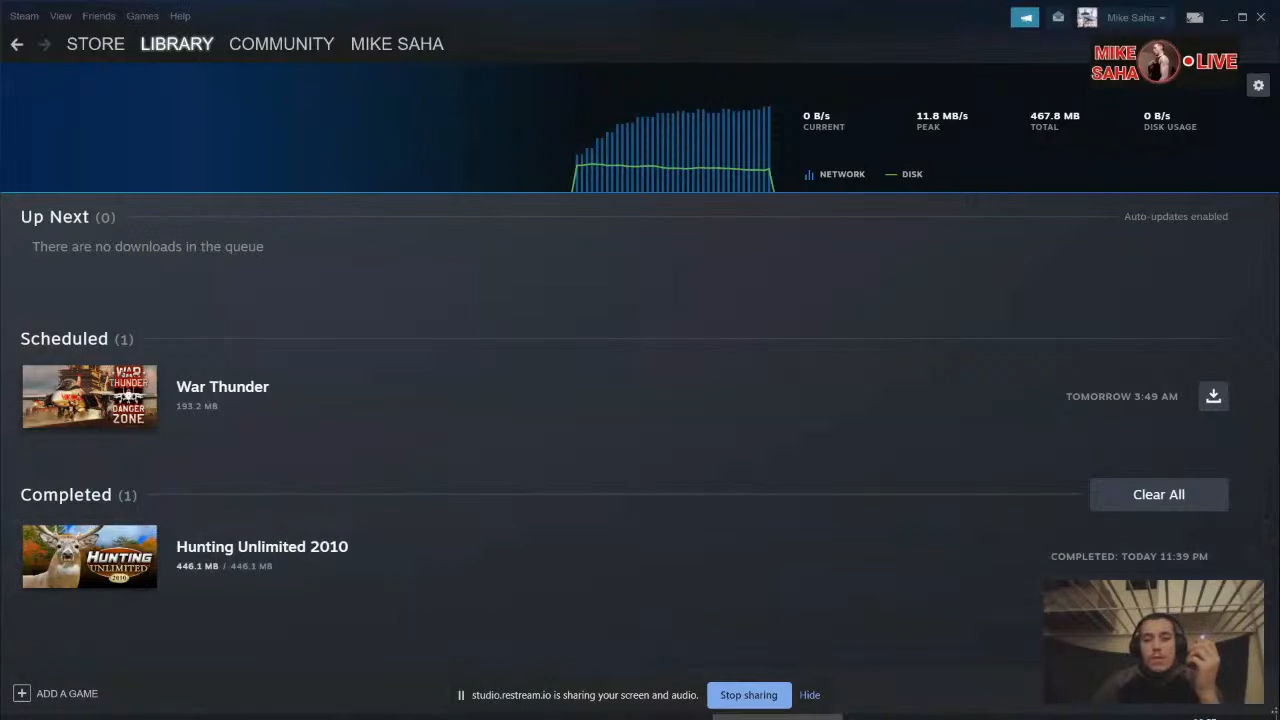 Steam View Friends Games Help
Mike Saha
STORE LIBRARY COMMUNITY MIKE SAHA
MIKE SAHA LIVE
0 B/s 11.8 MB/s 467.8 MB 0 B/s
CURRENT PEAK TOTAL DISK USAGE
NETWORK DISK
Up Next (0)
Auto-updates enabled
There are no downloads in the queue
Scheduled (1)
WAR THUNDER DANGER ZONE
War Thunder
193.2 MB
TOMORROW 3:49 AM
Completed (1)
Clear All
HUNTING UNLIMITED 2010
Hunting Unlimited 2010
446.1 MB / 446.1 MB
COMPLETED: TODAY 11:39 PM
ADD A GAME
studio.restream.io is sharing your screen and audio.
Stop sharing
Hide